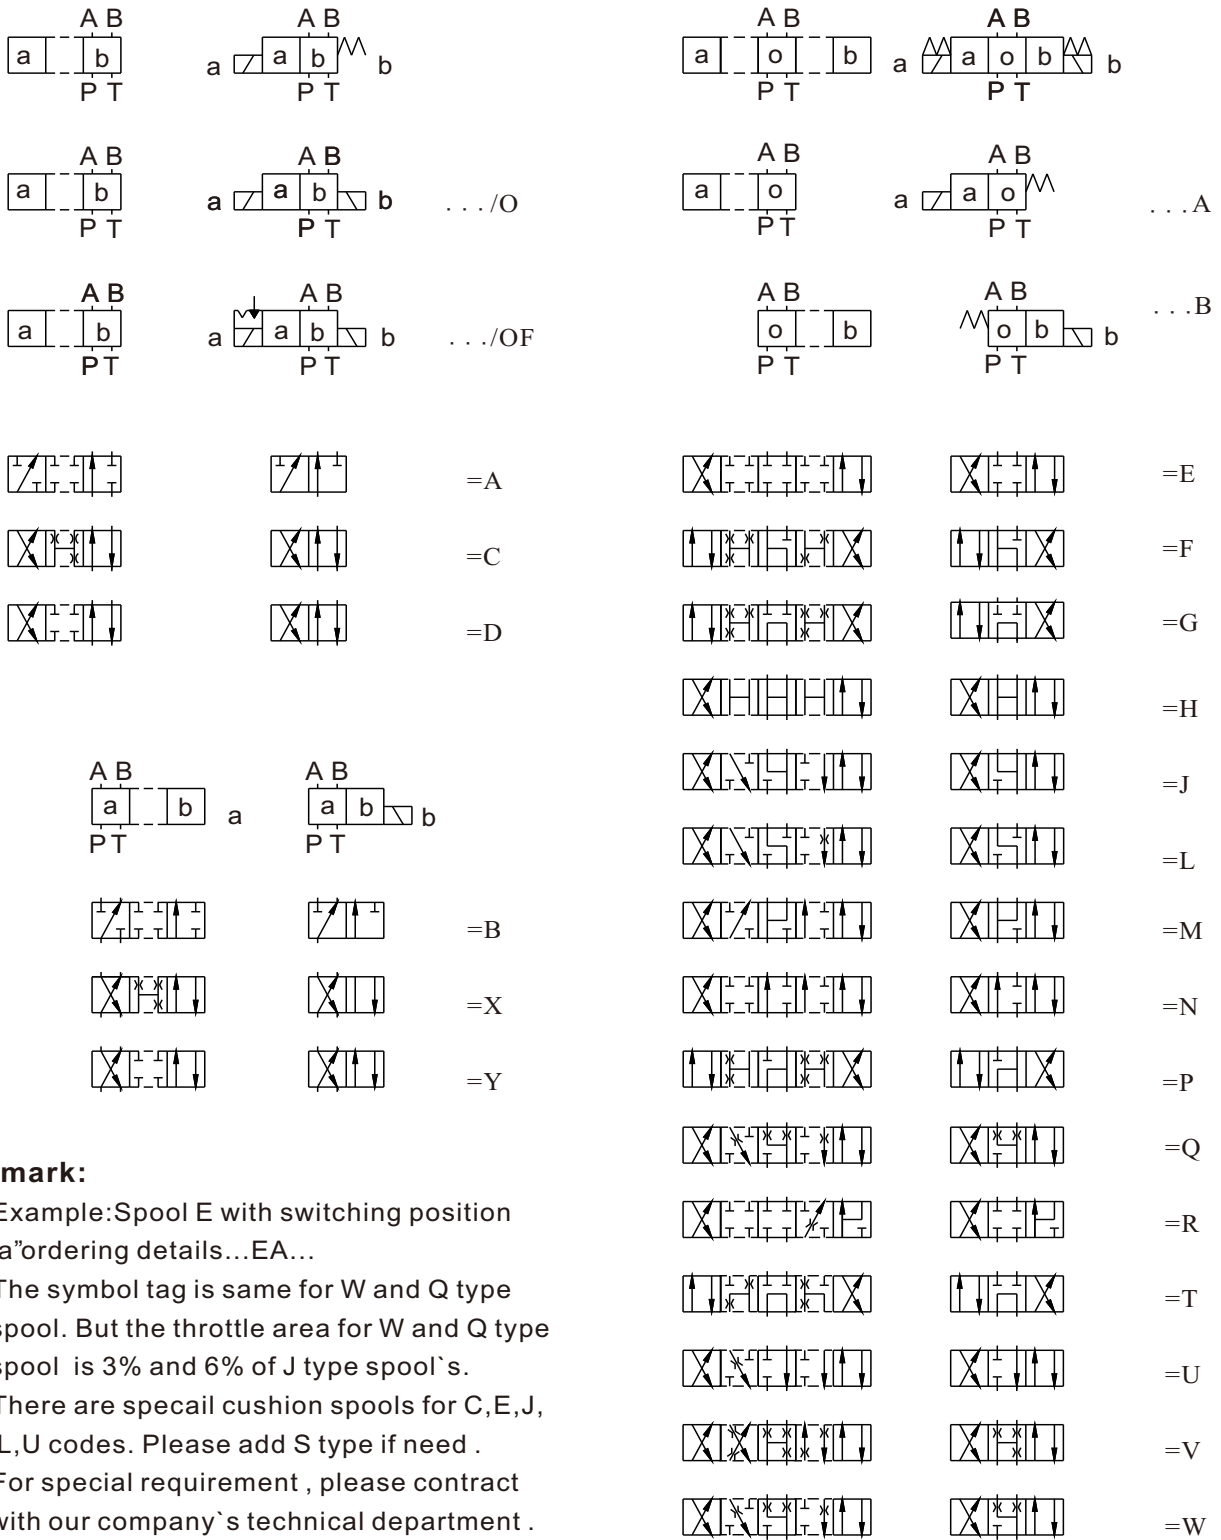 A B
a b
P T
A B
a a b b
P T
A B
a o b
P T
A B
a a o b b
P T
A B
a b
P T
A B
a a b b . . . /O
P T
A B
a o
P T
A B
a a o . . . A
P T
A B
a b
P T
A B
a a b b . . . /OF
P T
A B
o b
P T
A B
o b b . . . B
P T
=A
=C
=D
A B
a b
P T
A B
a a b b
P T
=B
=X
=Y
=E
=F
=G
=H
=J
=L
=M
=N
=P
=Q
=R
=T
=U
=V
=W
mark:
Example:Spool E with switching position
a”ordering details...EA...
The symbol tag is same for W and Q type
spool. But the throttle area for W and Q type
spool is 3% and 6% of J type spool`s.
There are specail cushion spools for C,E,J,
L,U codes. Please add S type if need .
For special requirement , please contract
with our company`s technical department .